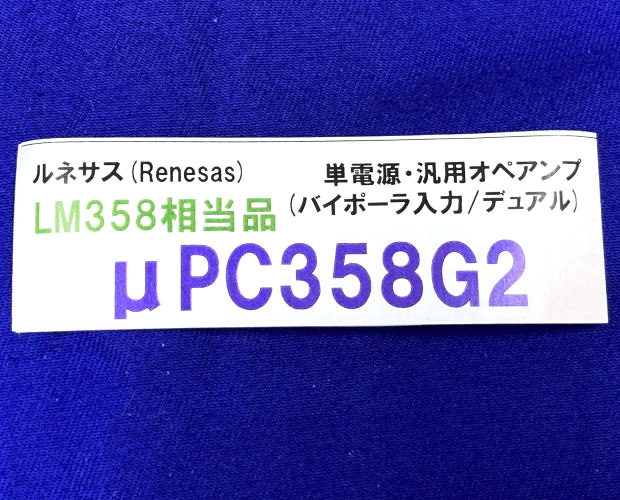 ルネサス(Renesas)
単電源・汎用オペアンプ
LM358相当品
(バイポーラ入力/デュアル)
μPC358G2